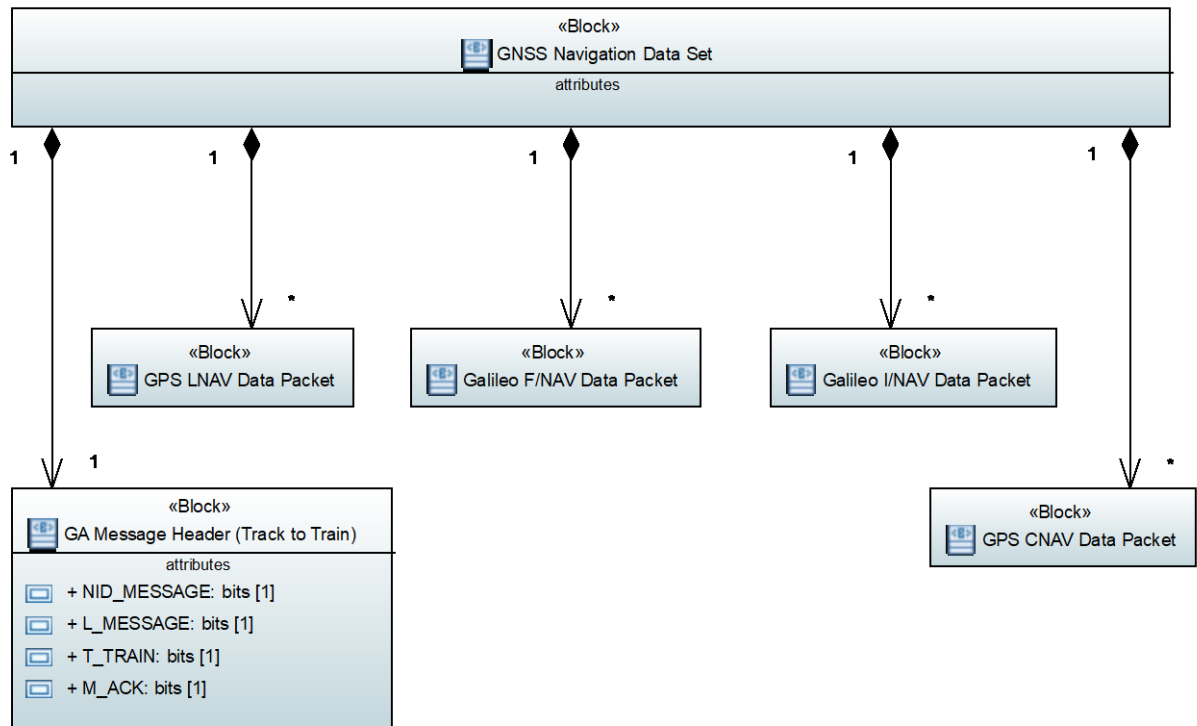 «Block»
GNSS Navigation Data Set
attributes
1
1
1
1
1
*
*
*
«Block»
GPS LNAV Data Packet
«Block»
Galileo F/NAV Data Packet
«Block»
Galileo I/NAV Data Packet
1
*
«Block»
GA Message Header (Track to Train)
attributes
+ NID_MESSAGE: bits [1]
+ L_MESSAGE: bits [1]
+ T_TRAIN: bits [1]
+ M_ACK: bits [1]
«Block»
GPS CNAV Data Packet